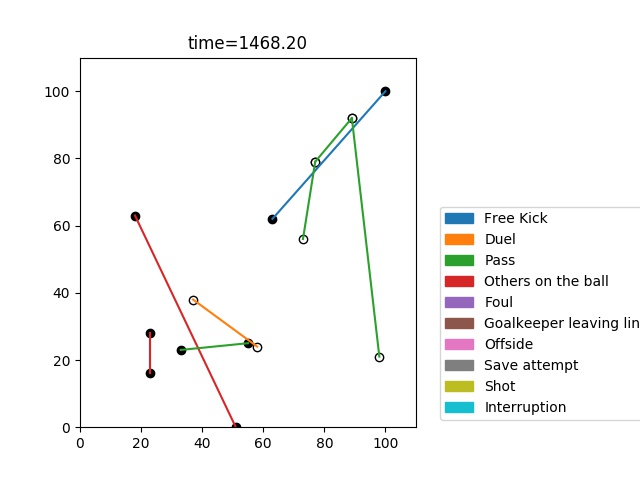 time=1468.20
100
80
60
40
20
0
0 20 40 60 80 100
Free Kick
Duel
Pass
Others on the ball
Foul
Goalkeeper leaving lin
Offside
Save attempt
Shot
Interruption